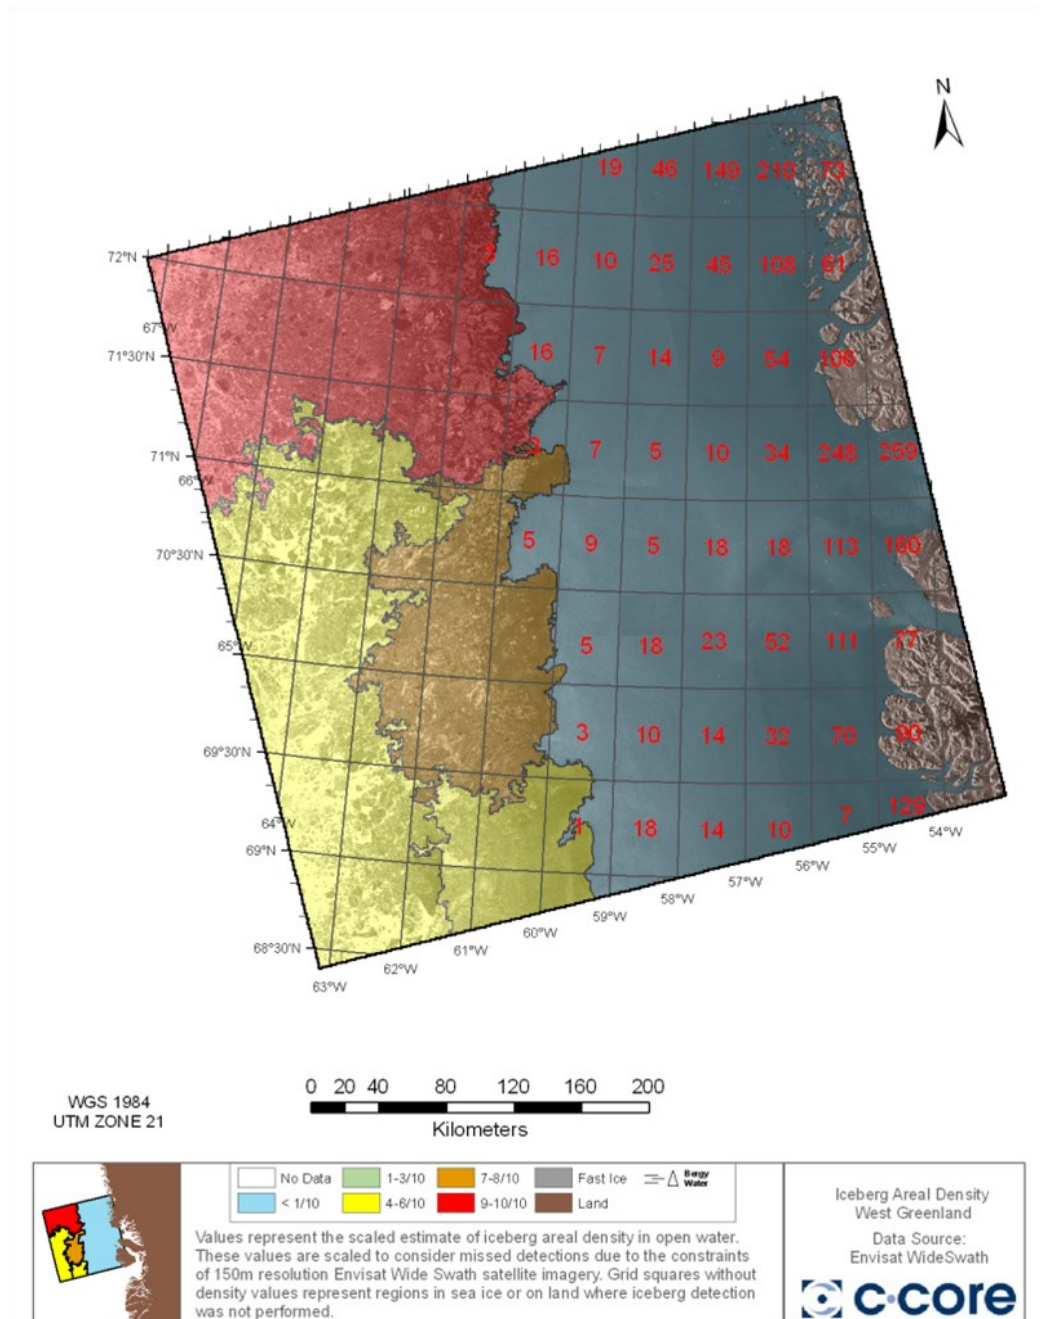 N
19 46 149 210 73
72°N
3 16 10 25 45 108 61
67°W
71°30'N
16 7 14 9 54 106
71°N
3 7 5 10 34 248 259
66°W
70°30'N
5 9 5 18 18 113 160
65°W
5 18 23 52 111 77
69°30'N
3 10 14 32 70 90
64°W
1 18 14 10 7 129
69°N
54°W
55°W
56°W
57°W
58°W
59°W
60°W
61°W
68°30'N
62°W
63°W
0 20 40 80 120 160 200
Kilometers
WGS 1984
UTM ZONE 21
No Data 1-3/10 7-8/10 Fast Ice Bergy Water
< 1/10 4-6/10 9-10/10 Land
Values represent the scaled estimate of iceberg areal density in open water.
These values are scaled to consider missed detections due to the constraints
of 150m resolution Envisat Wide Swath satellite imagery. Grid squares without
density values represent regions in sea ice or on land where iceberg detection
was not performed.
Iceberg Areal Density
West Greenland
Data Source:
Envisat WideSwath
c·core